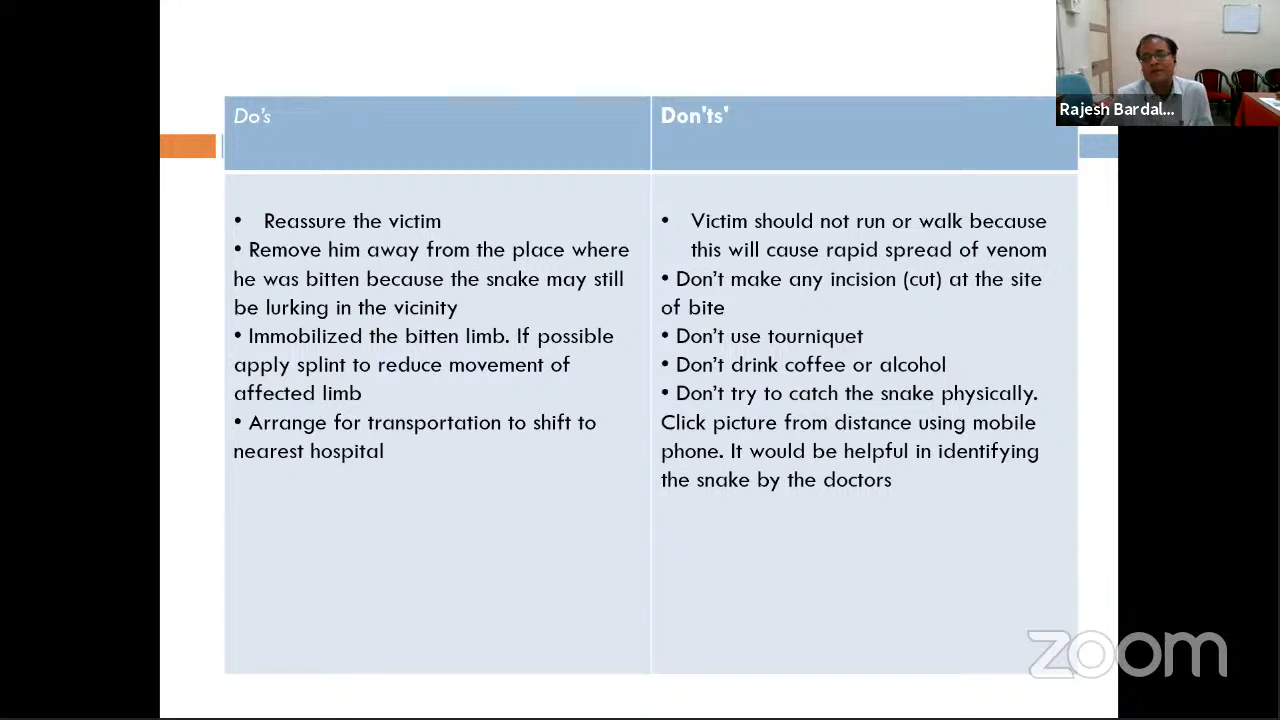 Do's
Don'ts'
• Reassure the victim
• Remove him away from the place where
he was bitten because the snake may still
be lurking in the vicinity
• Immobilized the bitten limb. If possible
apply splint to reduce movement of
affected limb
• Arrange for transportation to shift to
nearest hospital
• Victim should not run or walk because
this will cause rapid spread of venom
• Don't make any incision (cut) at the site
of bite
• Don't use tourniquet
• Don't drink coffee or alcohol
• Don't try to catch the snake physically.
Click picture from distance using mobile
phone. It would be helpful in identifying
the snake by the doctors
Rajesh Bardal...
zoom